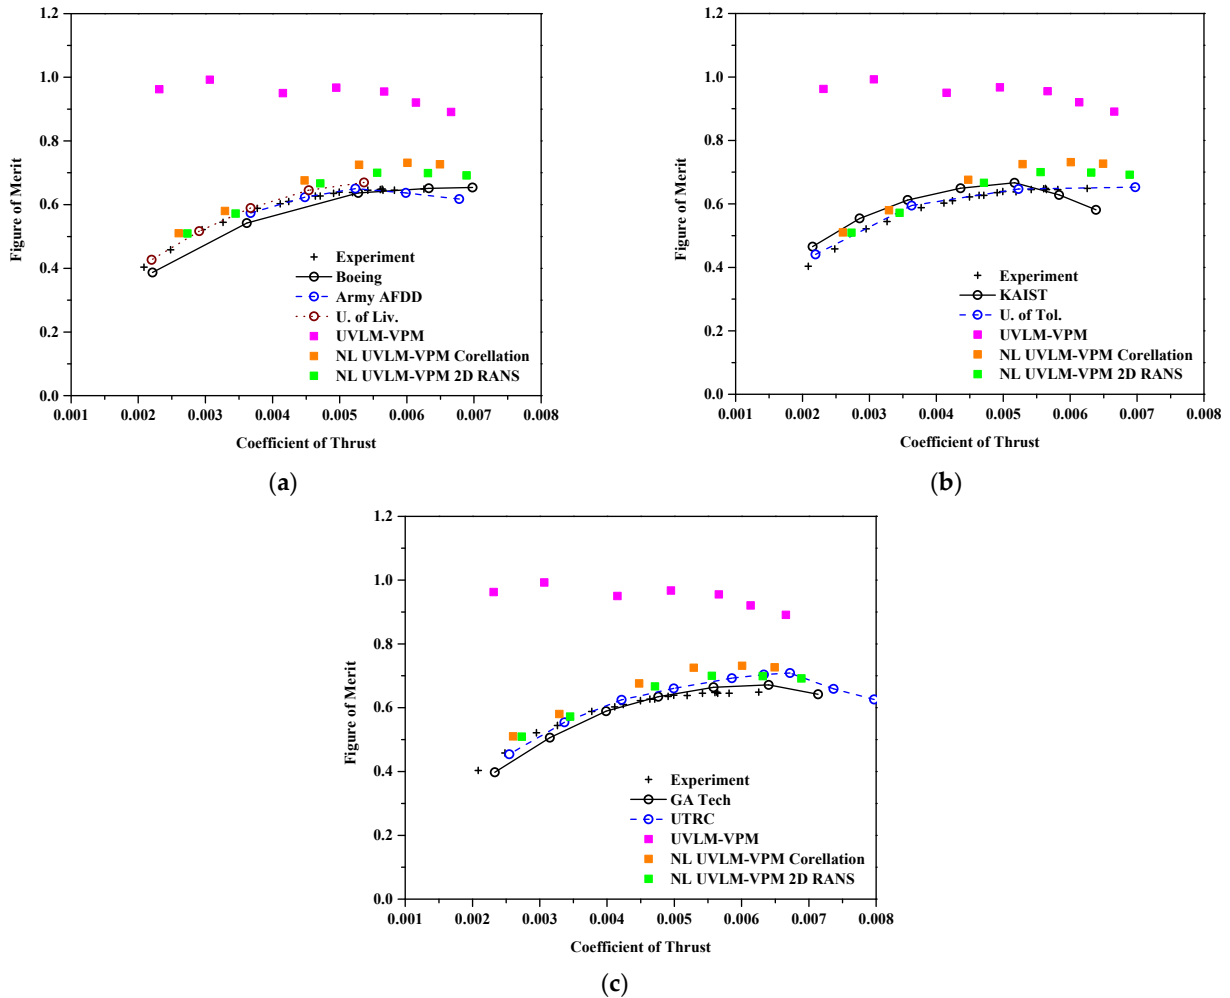 1.2
1.0
0.8
0.6
0.4
0.2
0.0
Figure of Merit
Experiment
Boeing
Army AFDD
U. of Liv.
UVLM-VPM
NL UVLM-VPM Corellation
NL UVLM-VPM 2D RANS
0.001 0.002 0.003 0.004 0.005 0.006 0.007 0.008
Coefficient of Thrust
(a)
1.2
1.0
0.8
0.6
0.4
0.2
0.0
Figure of Merit
Experiment
KAIST
U. of Tol.
UVLM-VPM
NL UVLM-VPM Corellation
NL UVLM-VPM 2D RANS
0.001 0.002 0.003 0.004 0.005 0.006 0.007 0.008
Coefficient of Thrust
(b)
1.2
1.0
0.8
0.6
0.4
0.2
0.0
Figure of Merit
Experiment
GA Tech
UTRC
UVLM-VPM
NL UVLM-VPM Corellation
NL UVLM-VPM 2D RANS
0.001 0.002 0.003 0.004 0.005 0.006 0.007 0.008
Coefficient of Thrust
(c)